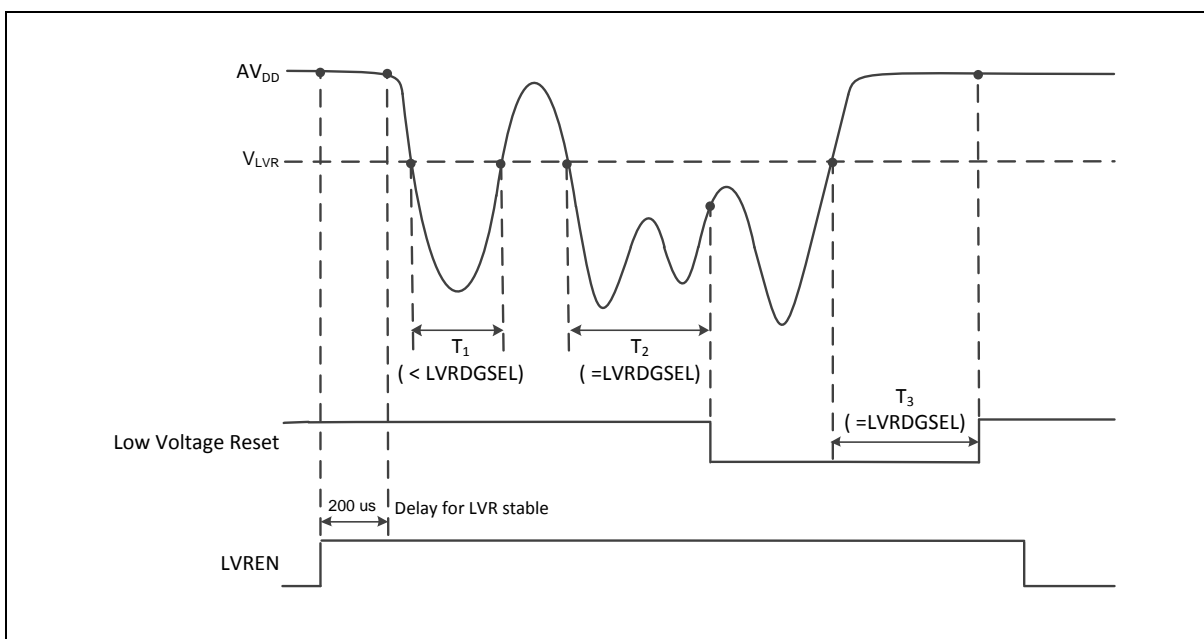 AVDD
VLVR
T1
( < LVRDGSEL)
T2
( =LVRDGSEL)
T3
( =LVRDGSEL)
Low Voltage Reset
200 us
Delay for LVR stable
LVREN